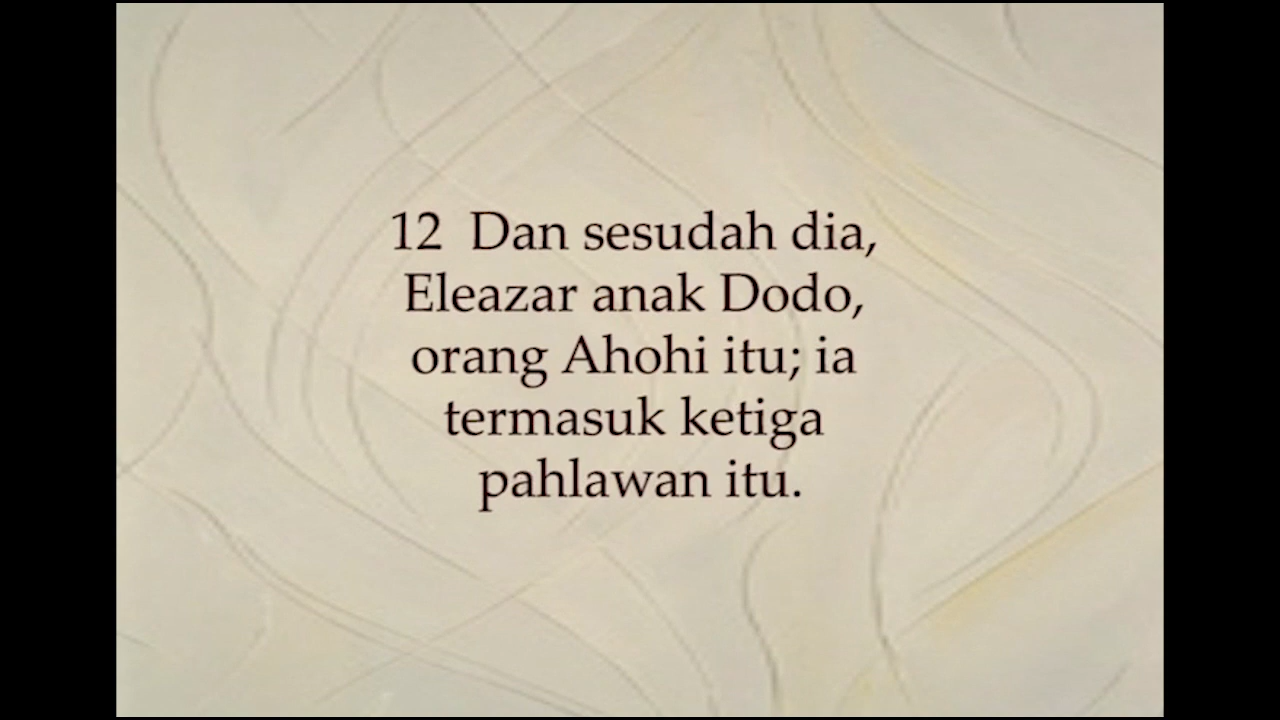 12 Dan sesudah dia,
Eleazar anak Dodo,
orang Ahohi itu; ia
termasuk ketiga
pahlawan itu.